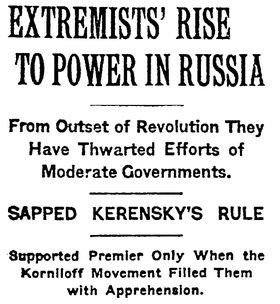 EXTREMISTS' RISE
TO POWER IN RUSSIA
From Outset of Revolution They
Have Thwarted Efforts of
Moderate Governments.
SAPPED KERENSKY'S RULE
Supported Premier Only When the
Korniloff Movement Filled Them
with Apprehension.